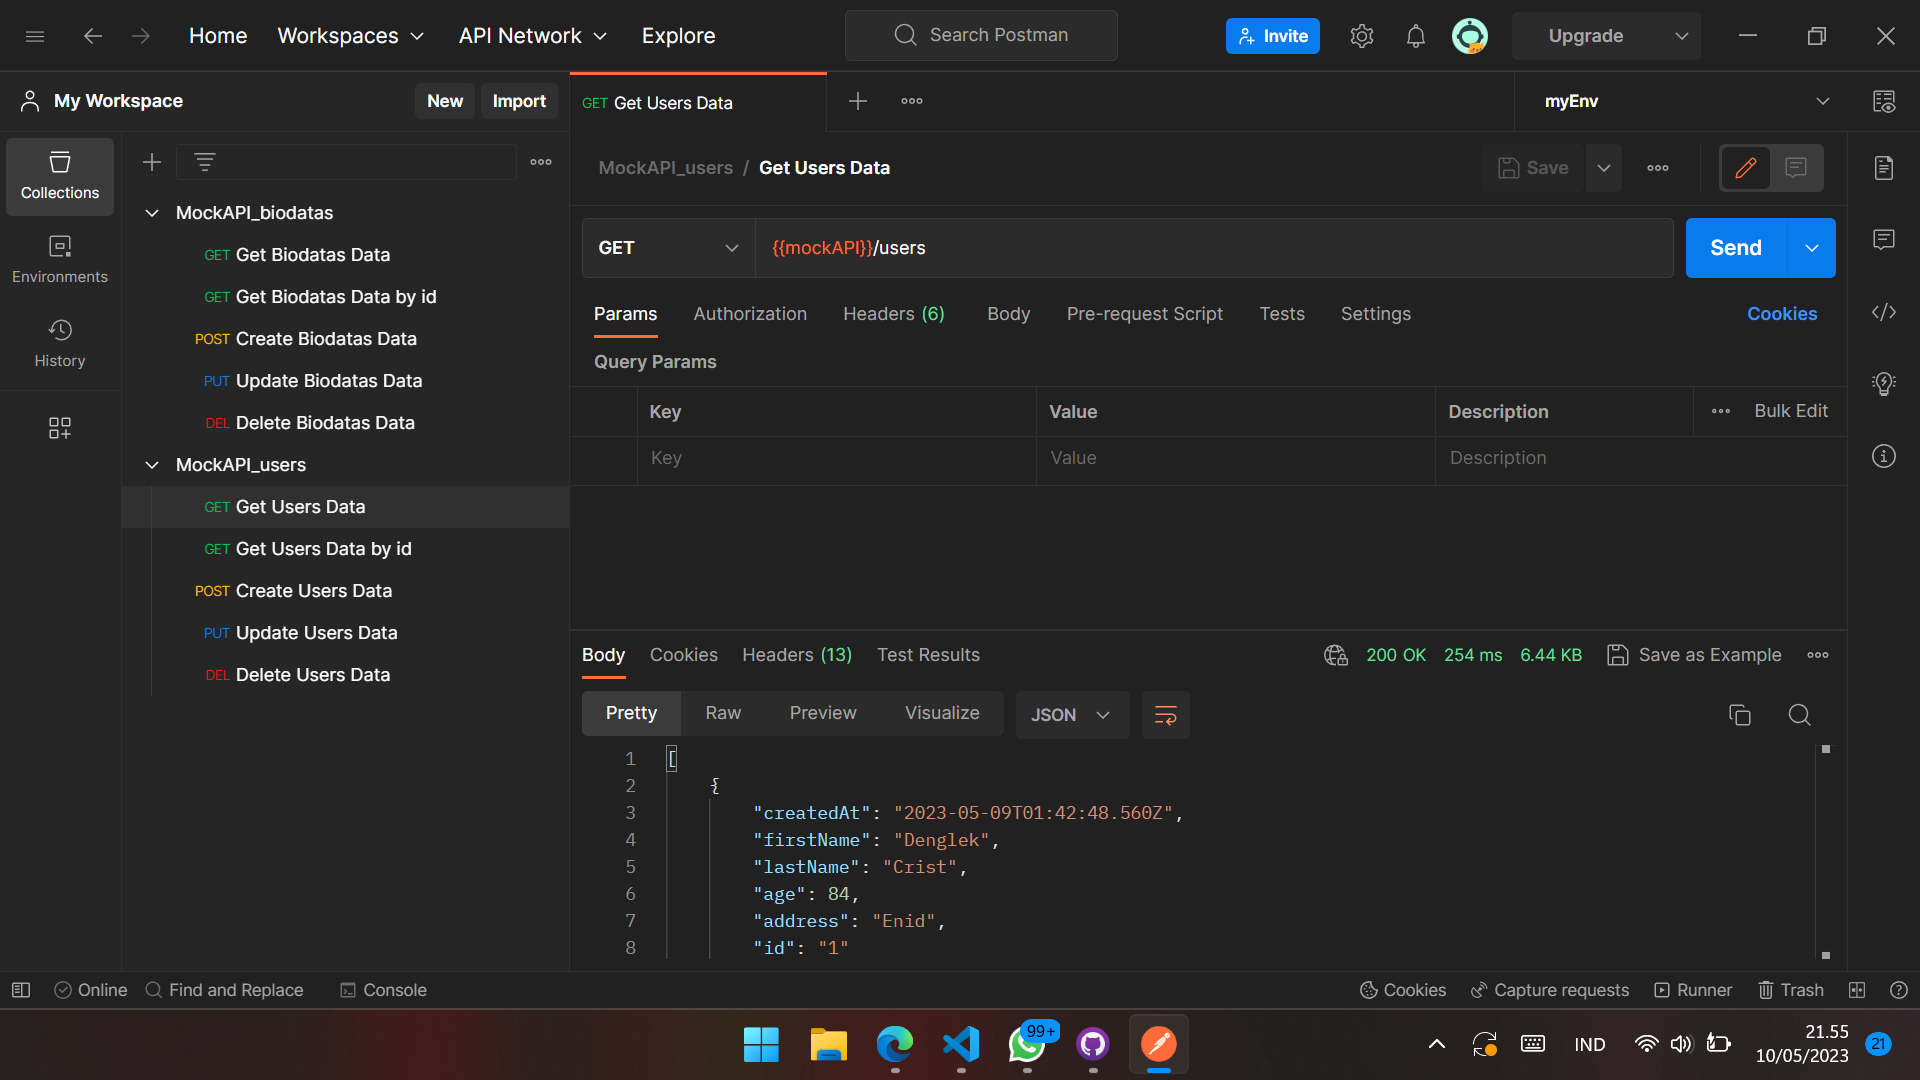 Home Workspaces API Network Explore Search Postman Invite Upgrade
My Workspace New Import GET Get Users Data myEnv
Collections
Environments
History
MockAPI_biodatas
GET Get Biodatas Data
GET Get Biodatas Data by id
POST Create Biodatas Data
PUT Update Biodatas Data
DEL Delete Biodatas Data
MockAPI_users
GET Get Users Data
GET Get Users Data by id
POST Create Users Data
PUT Update Users Data
DEL Delete Users Data
MockAPI_users / Get Users Data Save
GET {{mockAPI}}/users Send
Params Authorization Headers (6) Body Pre-request Script Tests Settings Cookies
Query Params
Key Value Description Bulk Edit
Key Value Description
Body Cookies Headers (13) Test Results 200 OK 254 ms 6.44 KB Save as Example
Pretty Raw Preview Visualize JSON
1 [
2 {
3 "createdAt": "2023-05-09T01:42:48.560Z",
4 "firstName": "Denglek",
5 "lastName": "Crist",
6 "age": 84,
7 "address": "Enid",
8 "id": "1"
Online Find and Replace Console Cookies Capture requests Runner Trash
99+ IND 21.55
10/05/2023 21